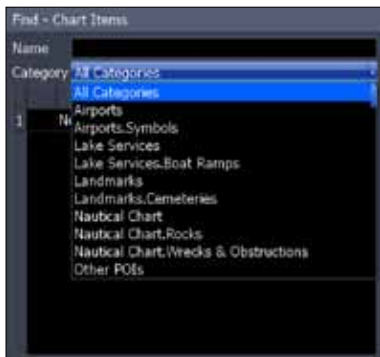 Find - Chart Items
Name
Category All Categories
All Categories
Airports
1
Airports.Symbols
Lake Services
Lake Services.Boat Ramps
Landmarks
Landmarks.Cemeteries
Nautical Chart
Nautical Chart.Rocks
Nautical Chart.Wrecks & Obstructions
Other POIs